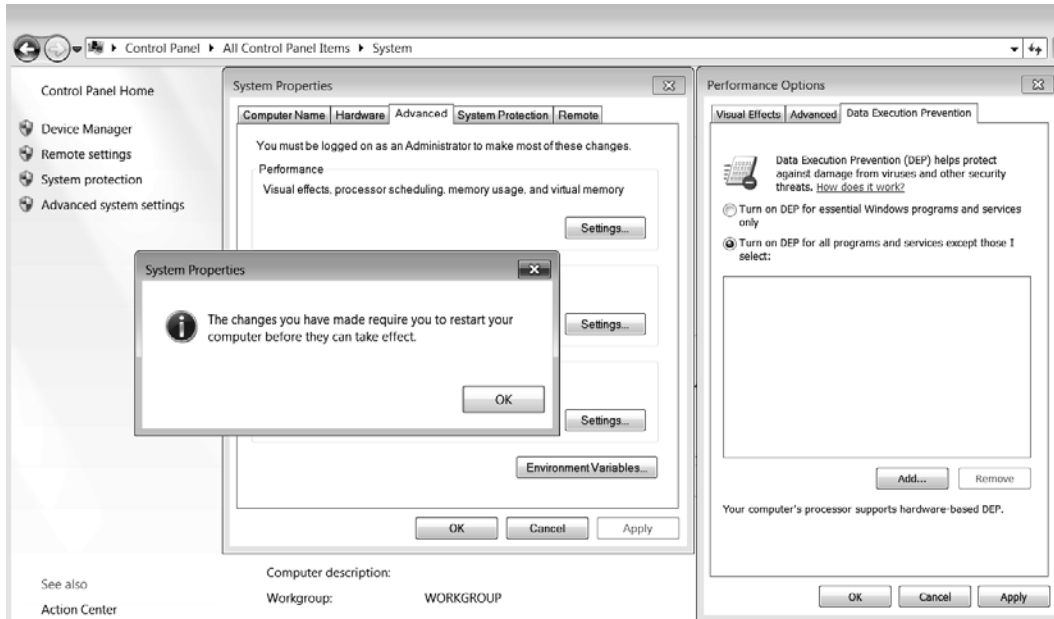 Control Panel ▸ All Control Panel Items ▸ System
Control Panel Home
Device Manager
Remote settings
System protection
Advanced system settings
See also
Action Center
System Properties
Computer Name Hardware Advanced System Protection Remote
You must be logged on as an Administrator to make most of these changes.
Performance
Visual effects, processor scheduling, memory usage, and virtual memory
Settings...
Settings...
Settings...
Environment Variables...
OK Cancel Apply
System Properties
The changes you have made require you to restart your
computer before they can take effect.
OK
Computer description:
Workgroup: WORKGROUP
Performance Options
Visual Effects Advanced Data Execution Prevention
Data Execution Prevention (DEP) helps protect
against damage from viruses and other security
threats. How does it work?
Turn on DEP for essential Windows programs and services
only
Turn on DEP for all programs and services except those I
select:
Add... Remove
Your computer's processor supports hardware-based DEP.
OK Cancel Apply